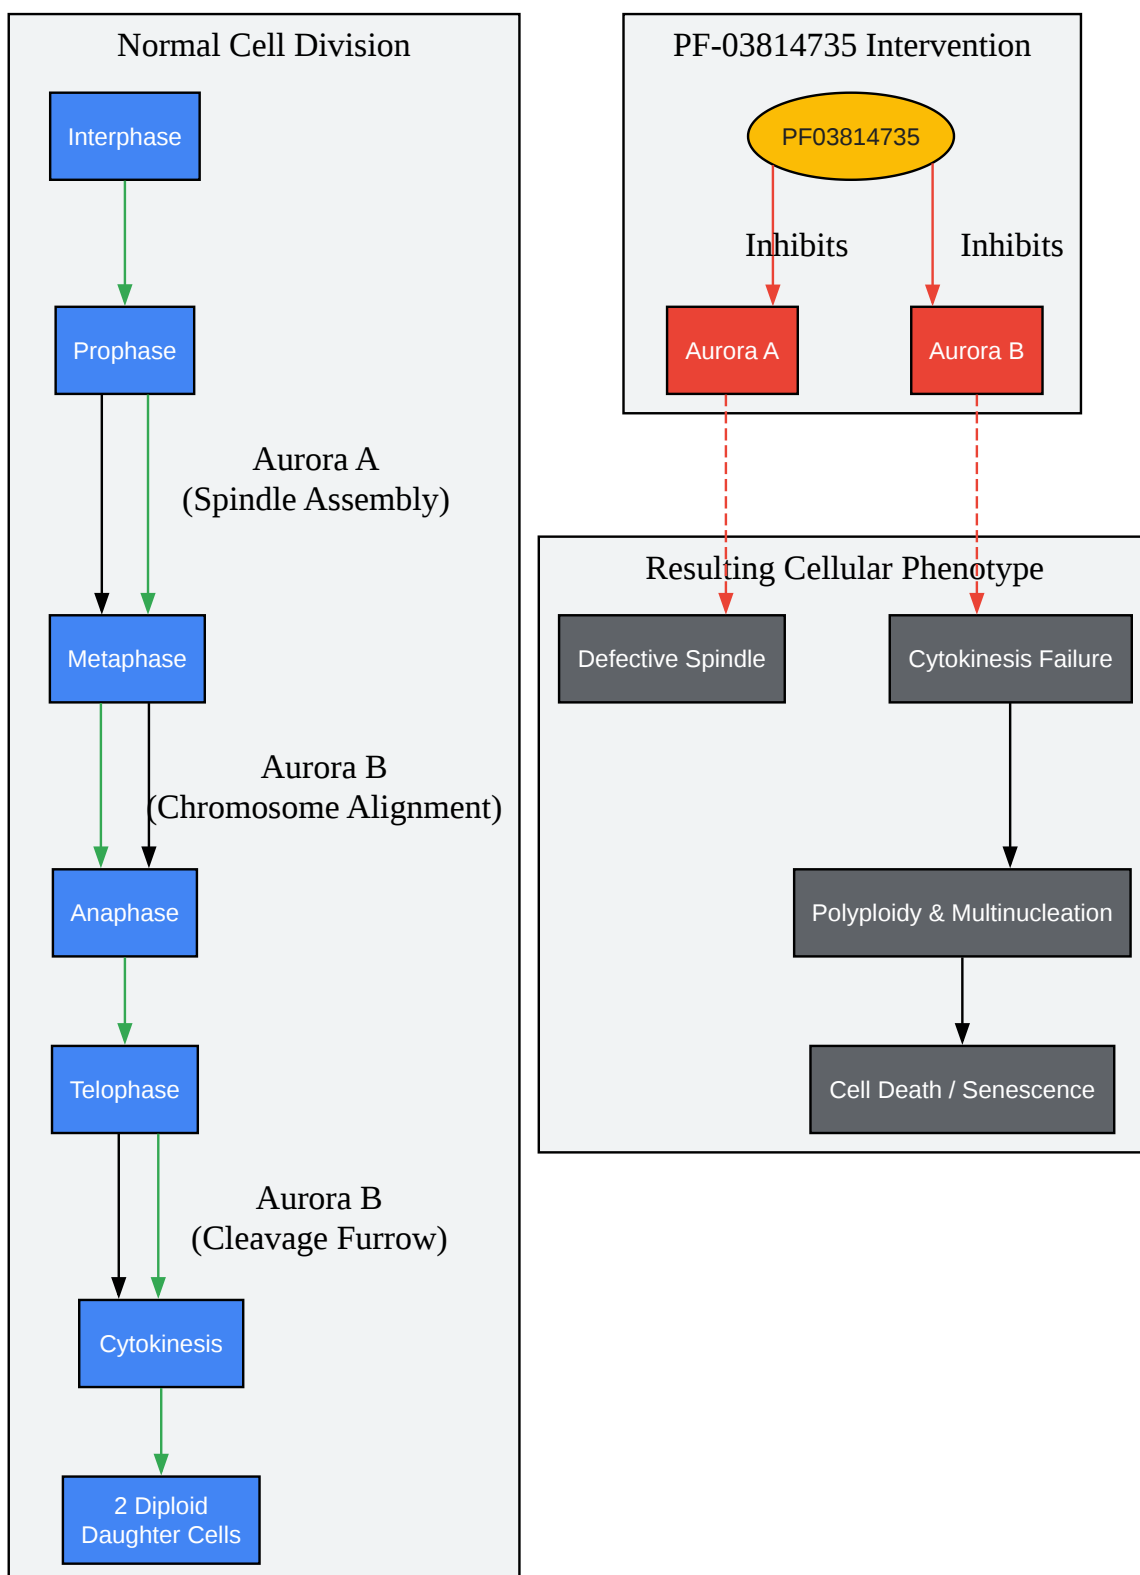 Normal Cell Division
Interphase
Prophase
Aurora A
(Spindle Assembly)
Metaphase
Aurora B
(Chromosome Alignment)
Anaphase
Telophase
Aurora B
(Cleavage Furrow)
Cytokinesis
2 Diploid
Daughter Cells
PF-03814735 Intervention
PF03814735
Inhibits
Inhibits
Aurora A
Aurora B
Resulting Cellular Phenotype
Defective Spindle
Cytokinesis Failure
Polyploidy & Multinucleation
Cell Death / Senescence